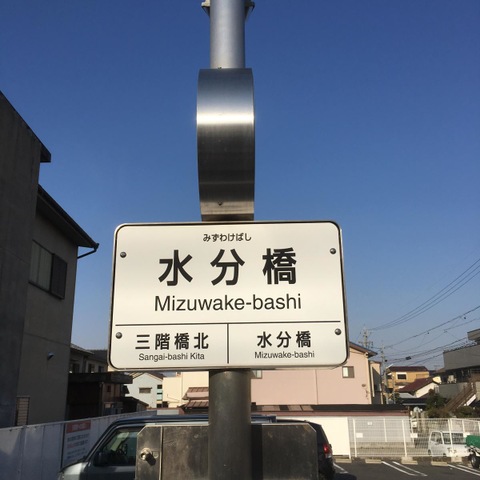 みずわけばし
水分橋
Mizuwake-bashi
三階橋北
Sangai-bashi Kita
水分橋
Mizuwake-bashi